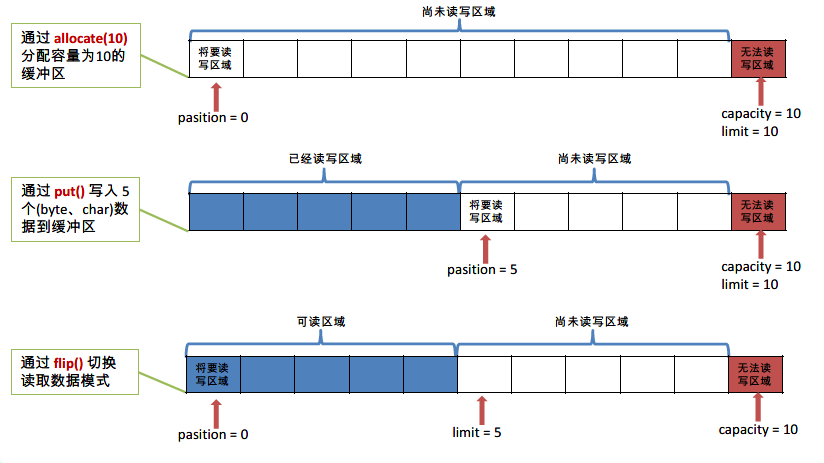 尚未读写区域
通过 allocate(10)
分配容量为10的
缓冲区
将要读
写区域
无法读
写区域
pasition = 0
capacity = 10
limit = 10
已经读写区域
尚未读写区域
通过 put() 写入 5
个(byte、char)数
据到缓冲区
将要读
写区域
无法读
写区域
pasition = 5
capacity = 10
limit = 10
可读区域
尚未读写区域
通过 flip() 切换
读取数据模式
将要读
写区域
无法读
写区域
pasition = 0
limit = 5
capacity = 10